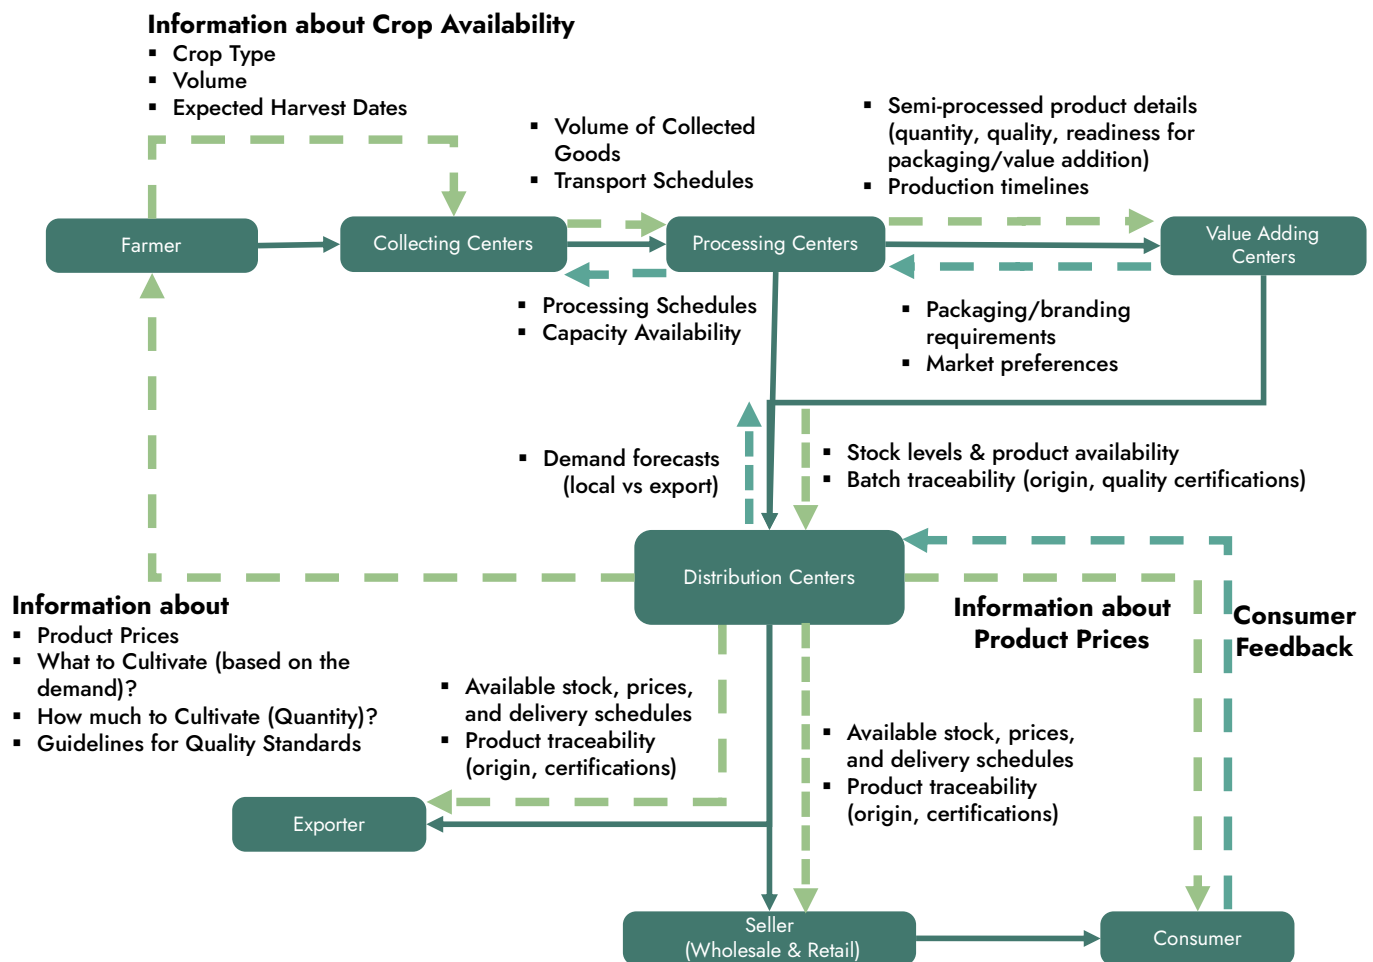 Information about Crop Availability
▪ Crop Type
▪ Volume
▪ Expected Harvest Dates
▪ Volume of Collected
Goods
▪ Transport Schedules
▪ Semi-processed product details
(quantity, quality, readiness for
packaging/value addition)
▪ Production timelines
Farmer
Collecting Centers
Processing Centers
Value Adding
Centers
▪ Processing Schedules
▪ Capacity Availability
▪ Packaging/branding
requirements
▪ Market preferences
▪ Demand forecasts
(local vs export)
▪ Stock levels & product availability
▪ Batch traceability (origin, quality certifications)
Distribution Centers
Information about
▪ Product Prices
▪ What to Cultivate (based on the
demand)?
▪ How much to Cultivate (Quantity)?
▪ Guidelines for Quality Standards
Information about
Product Prices
Consumer
Feedback
▪ Available stock, prices,
and delivery schedules
▪ Product traceability
(origin, certifications)
▪ Available stock, prices,
and delivery schedules
▪ Product traceability
(origin, certifications)
Exporter
Seller
(Wholesale & Retail)
Consumer